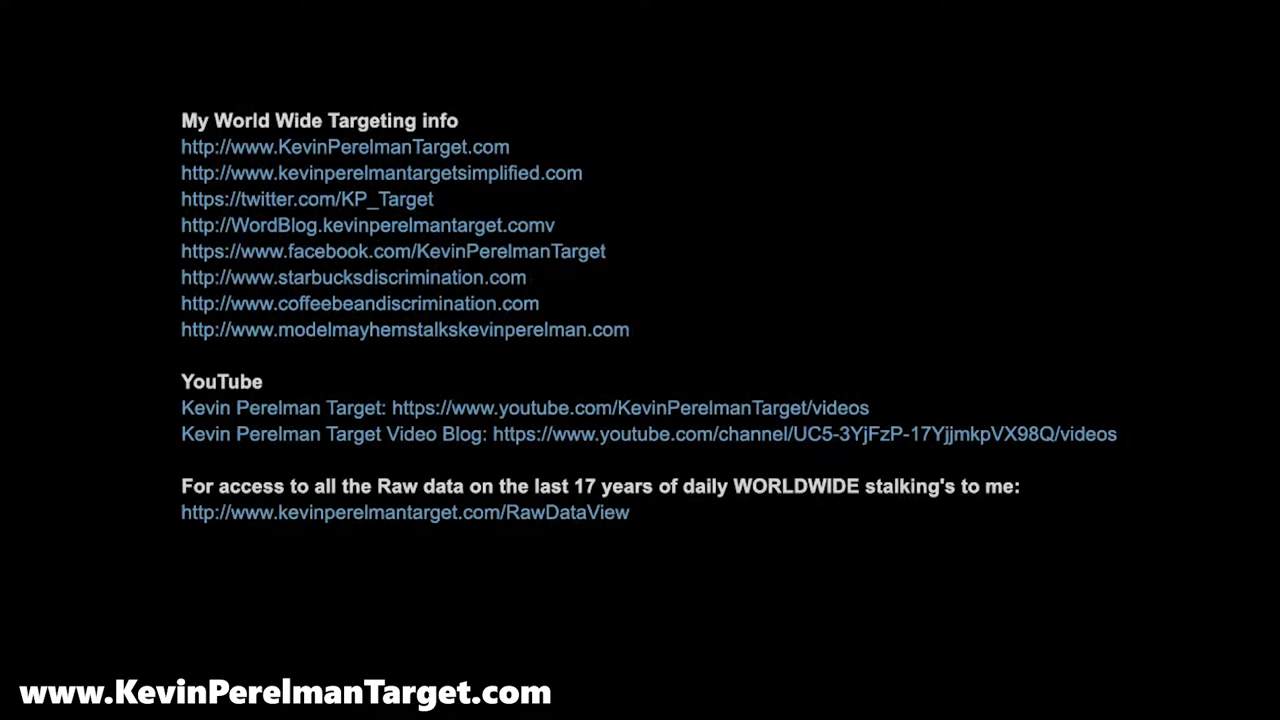 My World Wide Targeting info
http://www.KevinPerelmanTarget.com
http://www.kevinperelmantargetsimplified.com
https://twitter.com/KP_Target
http://WordBlog.kevinperelmantarget.comv
https://www.facebook.com/KevinPerelmanTarget
http://www.starbucksdiscrimination.com
http://www.coffeebeandiscrimination.com
http://www.modelmayhemstalkskevinperelman.com
YouTube
Kevin Perelman Target: https://www.youtube.com/KevinPerelmanTarget/videos
Kevin Perelman Target Video Blog: https://www.youtube.com/channel/UC5-3YjFzP-17YjjmkpVX98Q/videos
For access to all the Raw data on the last 17 years of daily WORLDWIDE stalking's to me:
http://www.kevinperelmantarget.com/RawDataView
www.KevinPerelmanTarget.com